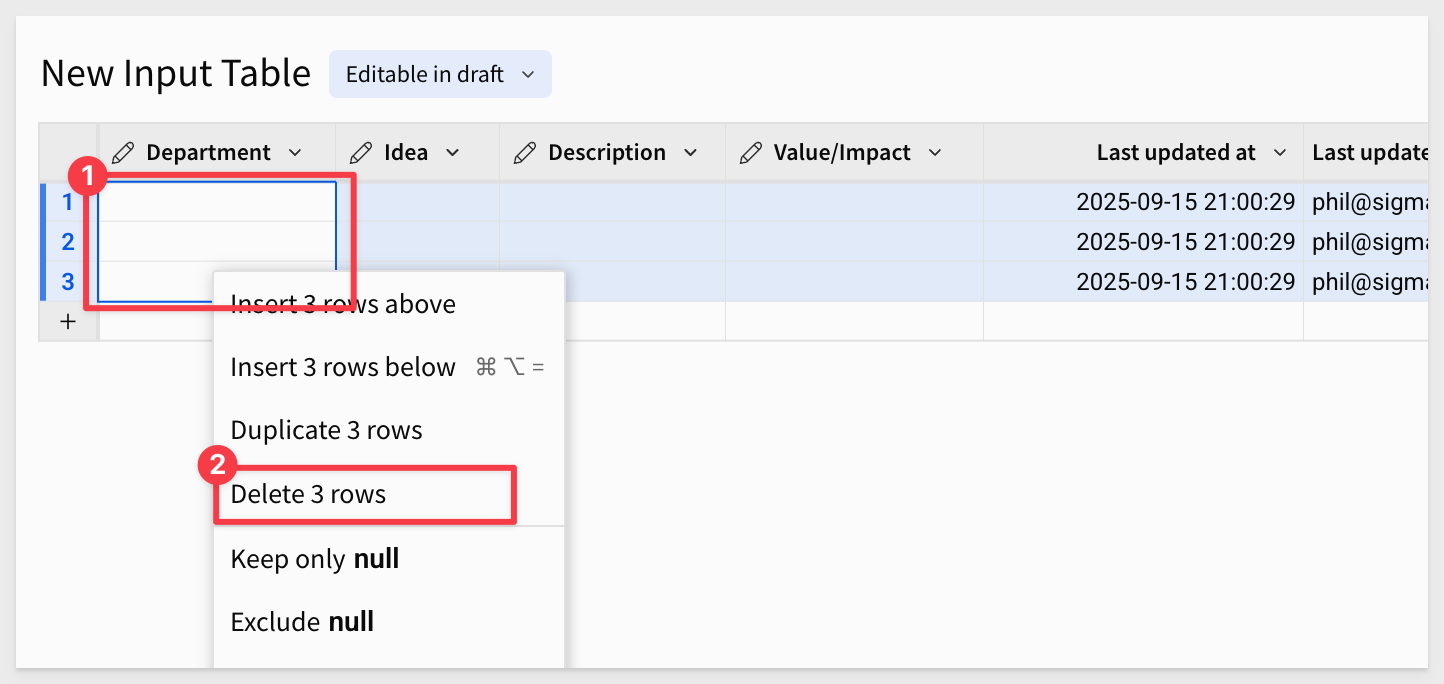 New Input Table Editable in draft
Department Idea Description Value/Impact Last updated at Last update
1
1 2025-09-15 21:00:29 phil@sigma
2 2025-09-15 21:00:29 phil@sigma
3 2025-09-15 21:00:29 phil@sigma
+
Insert 3 rows above
Insert 3 rows below ⌘ ⌥ =
Duplicate 3 rows
2
Delete 3 rows
Keep only null
Exclude null